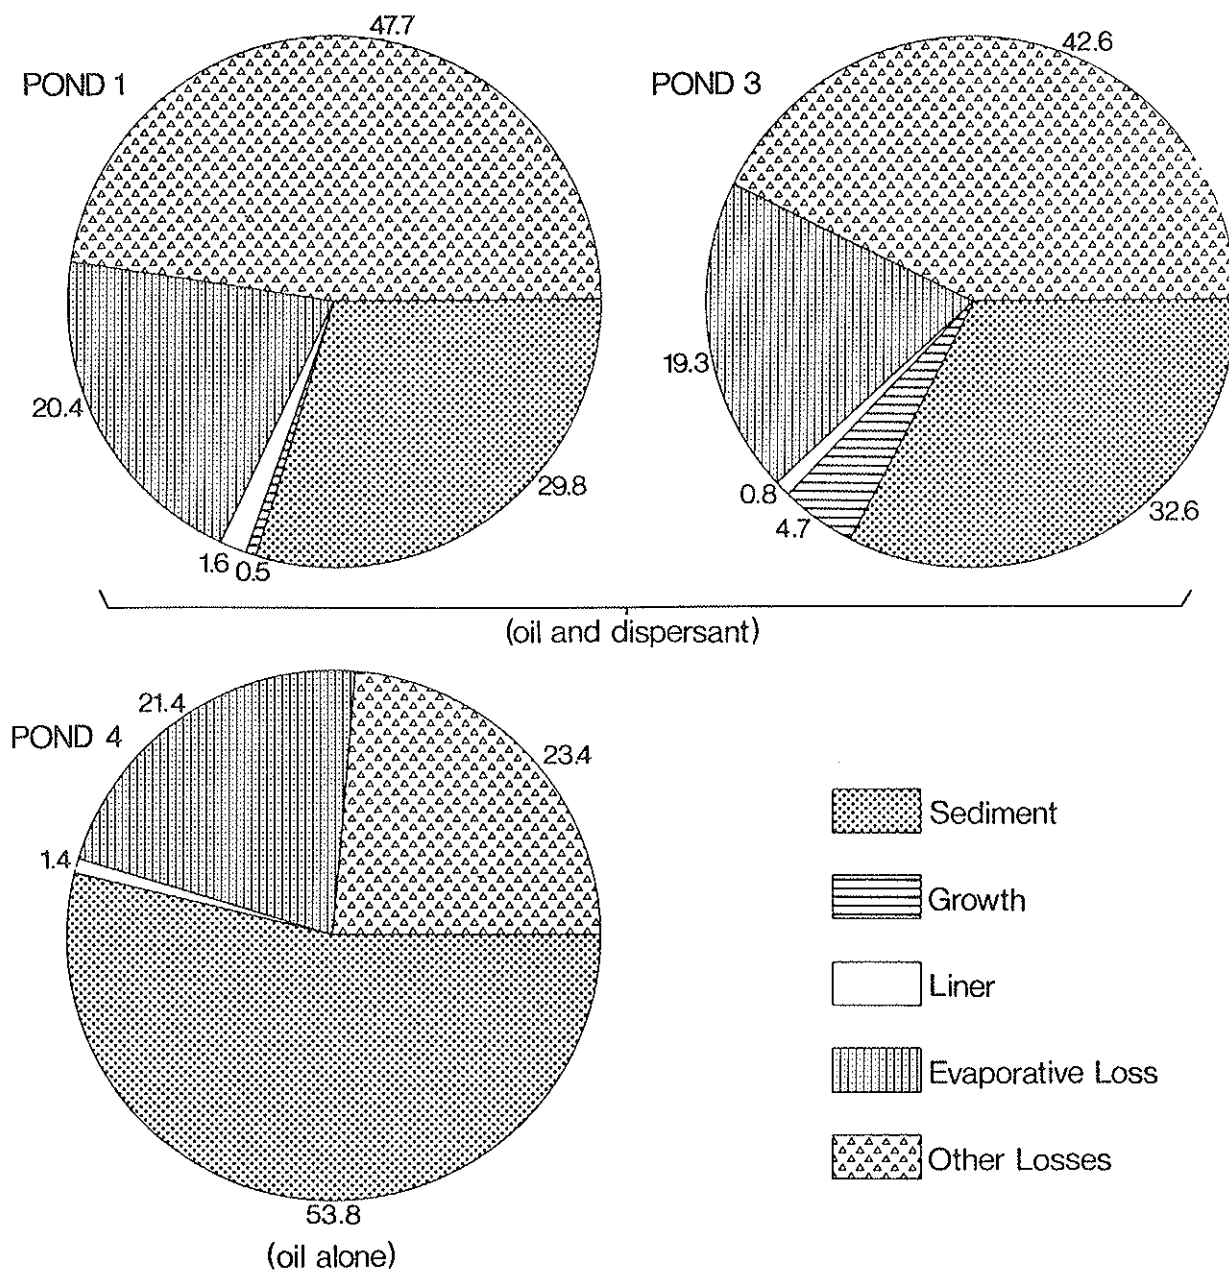 47.7
POND 1
20.4
29.8
1.6
0.5
42.6
POND 3
19.3
0.8
4.7
32.6
(oil and dispersant)
21.4
POND 4
23.4
1.4
53.8
(oil alone)
Sediment
Growth
Liner
Evaporative Loss
Other Losses